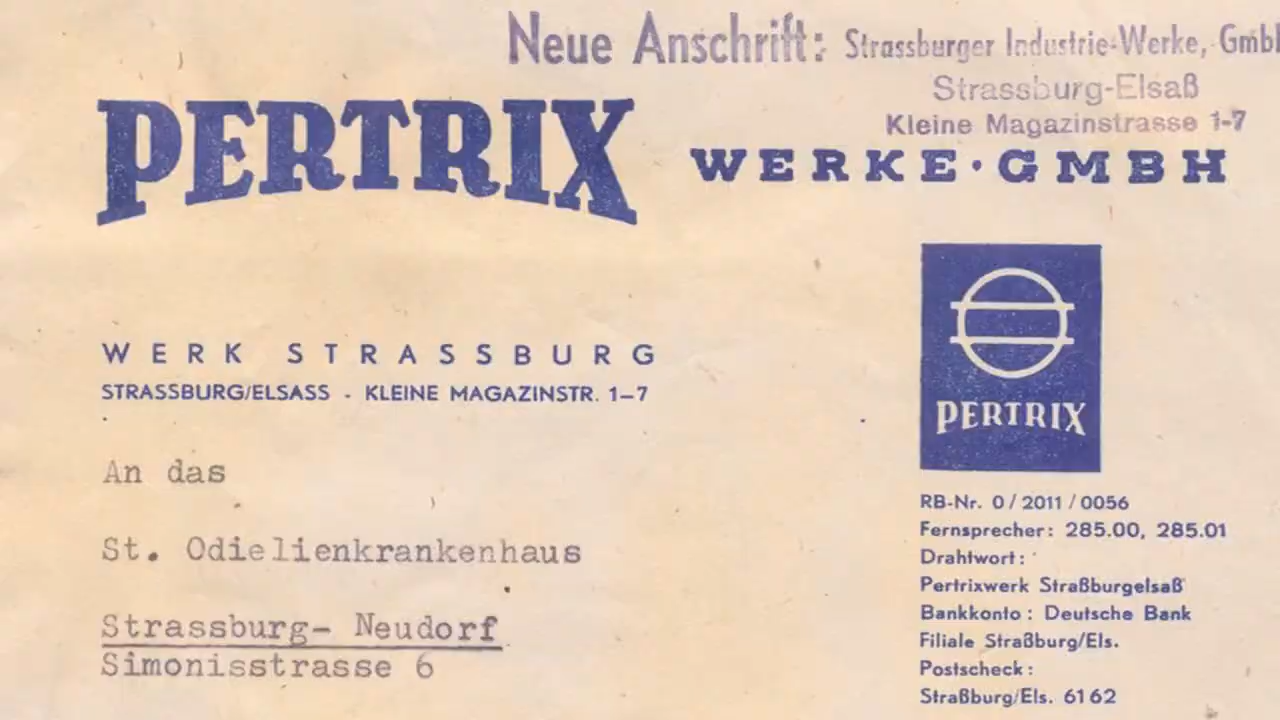 Neue Anschrift: Strassburger Industrie-Werke, GmbH
Strassburg-Elsaß
Kleine Magazinstrasse 1-7
PERTRIX WERKE·GMBH
WERK STRASSBURG
STRASSBURG/ELSASS - KLEINE MAGAZINSTR. 1–7
An das
St. Odielienkrankenhaus
Strassburg- Neudorf
Simonisstrasse 6
PERTRIX
RB-Nr. 0/2011/0056
Fernsprecher: 285.00, 285.01
Drahtwort:
Pertrixwerk Straßburgelsaß
Bankkonto: Deutsche Bank
Filiale Straßburg/Els.
Postscheck:
Straßburg/Els. 6162